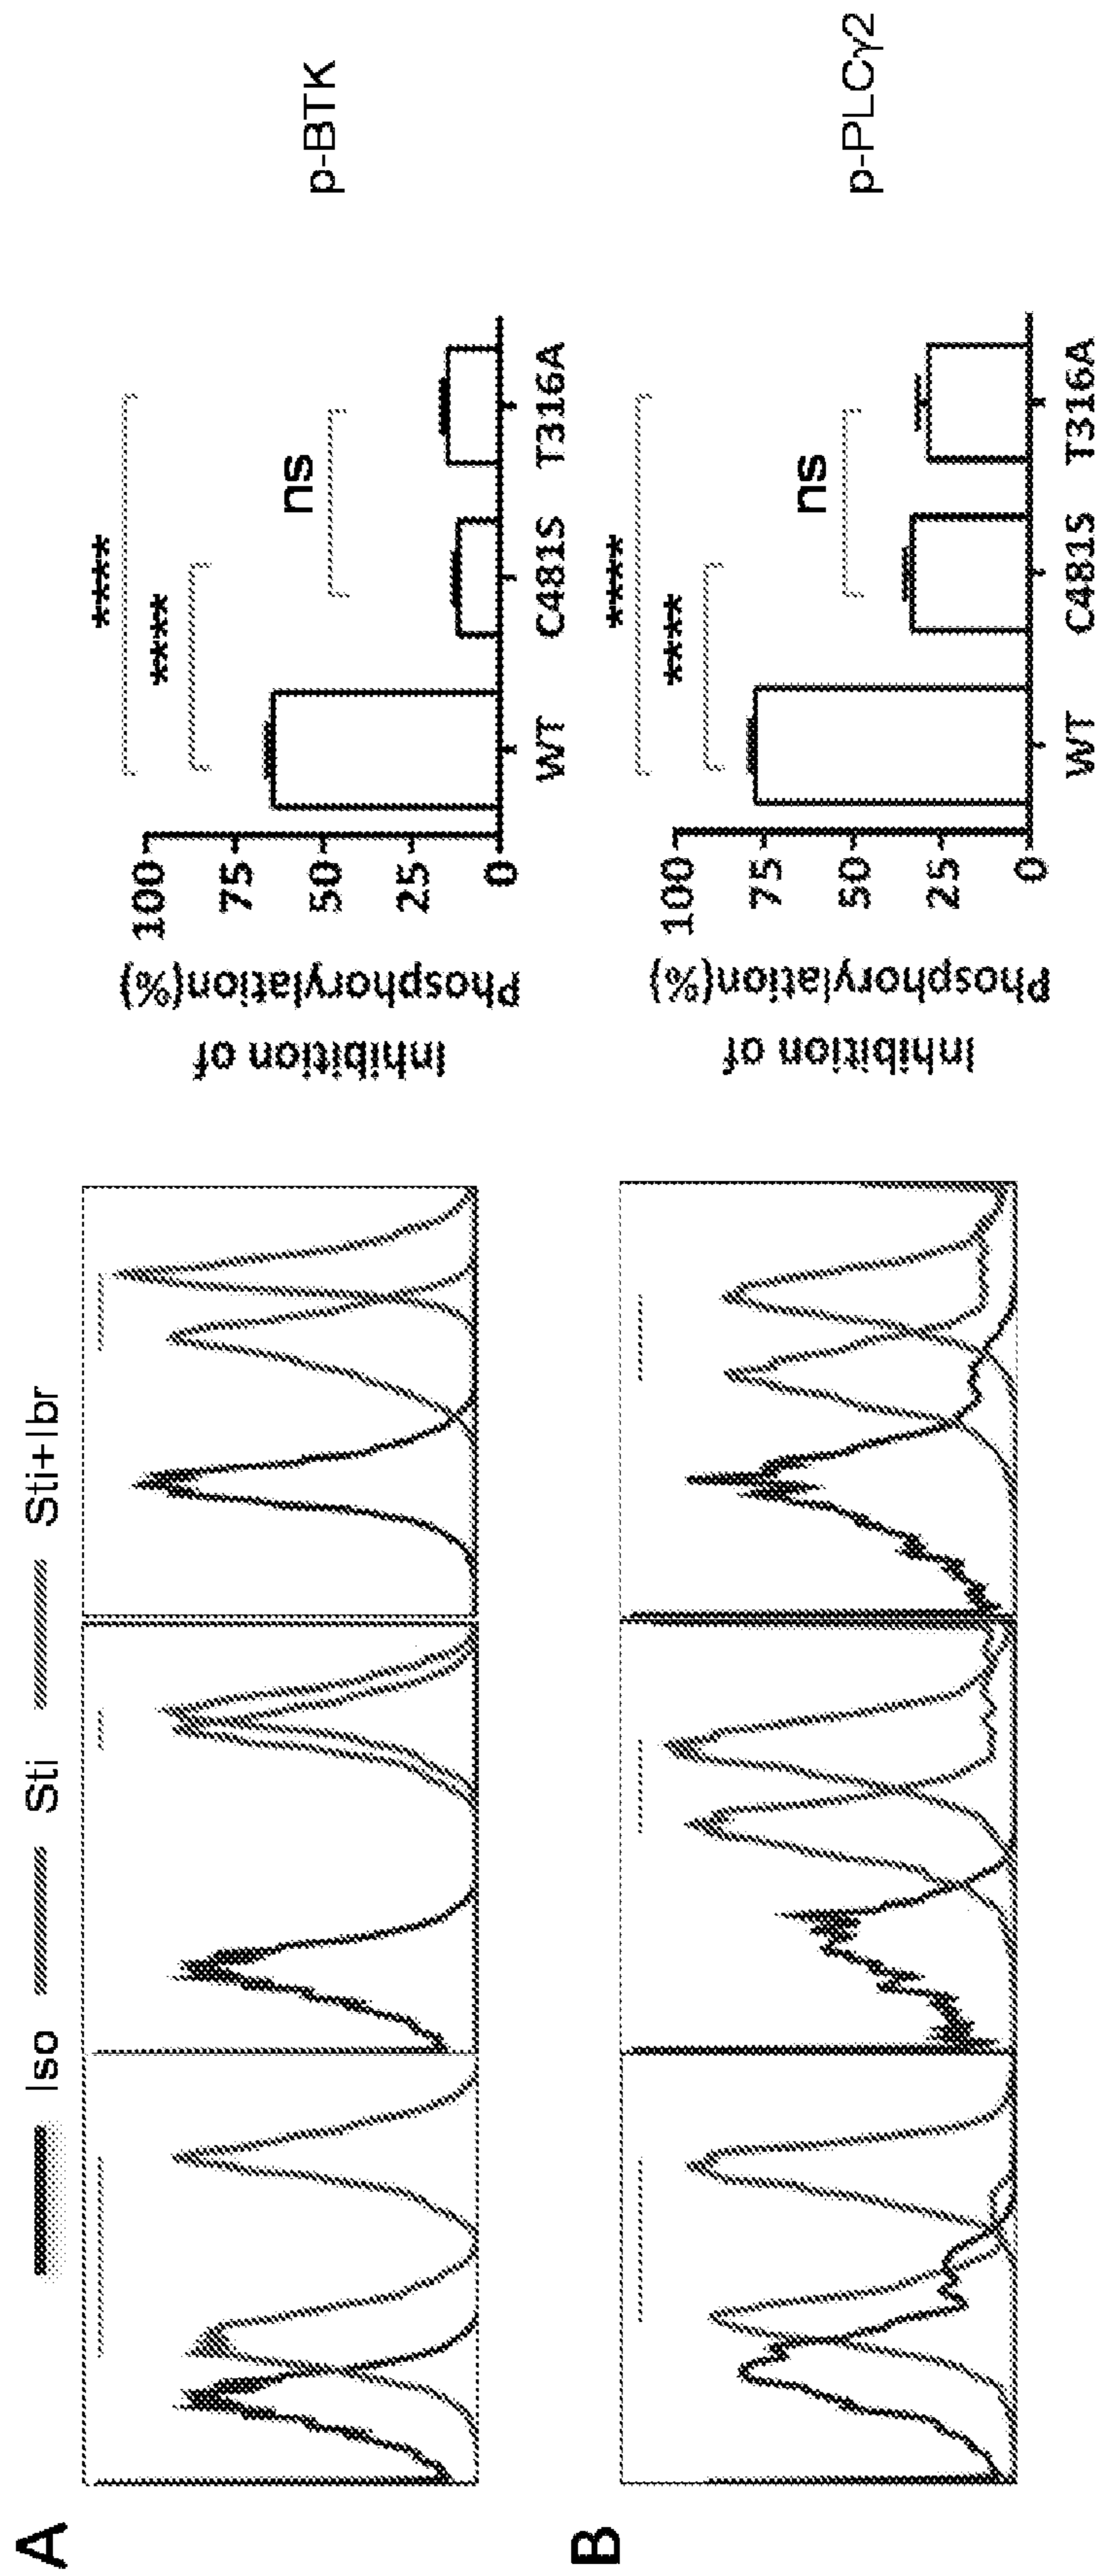 A
Iso Sti Sti+Ibr
Inhibition of
Phosphorylation(%)
100
75
50
25
0
****
****
ns
WT C481S T316A
p-BTK
B
Inhibition of
Phosphorylation(%)
100
75
50
25
0
****
****
ns
WT C481S T316A
p-PLCγ2